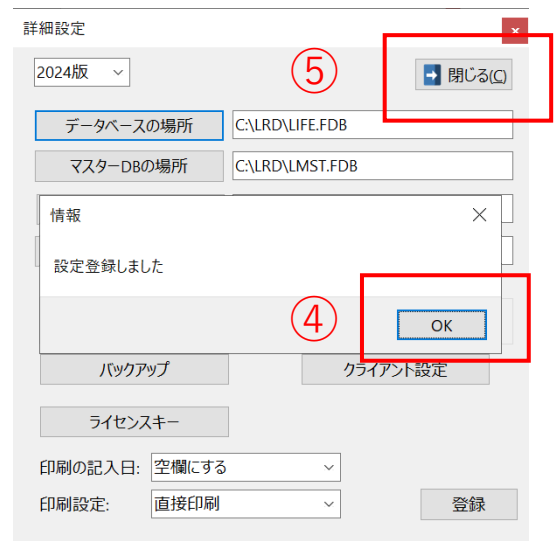 詳細設定
×
⑤
2024版
閉じる(C)
データベースの場所 C:\LRD\LIFE.FDB
マスターDBの場所 C:\LRD\LMST.FDB
情報
設定登録しました
④
OK
バックアップ クライアント設定
ライセンスキー
印刷の記入日: 空欄にする
印刷設定: 直接印刷
登録